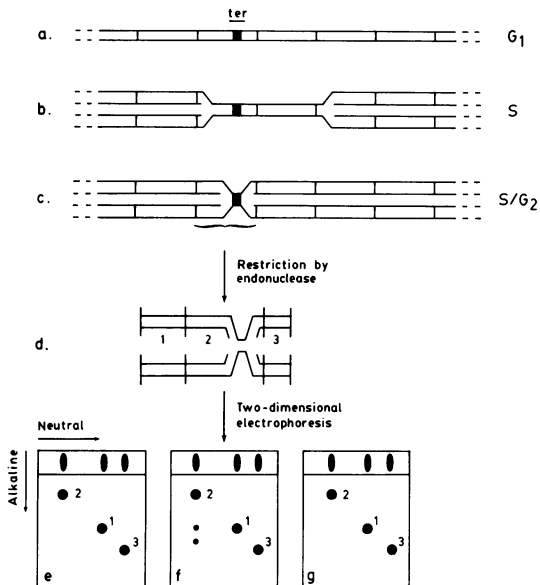 ter
a. G1
b. S
c. S/G2
Restriction by
endonuclease
d. 1 2 3
Two-dimensional
electrophoresis
Neutral
Alkaline
2 1 3 e
2 1 3 f
2 1 3 g